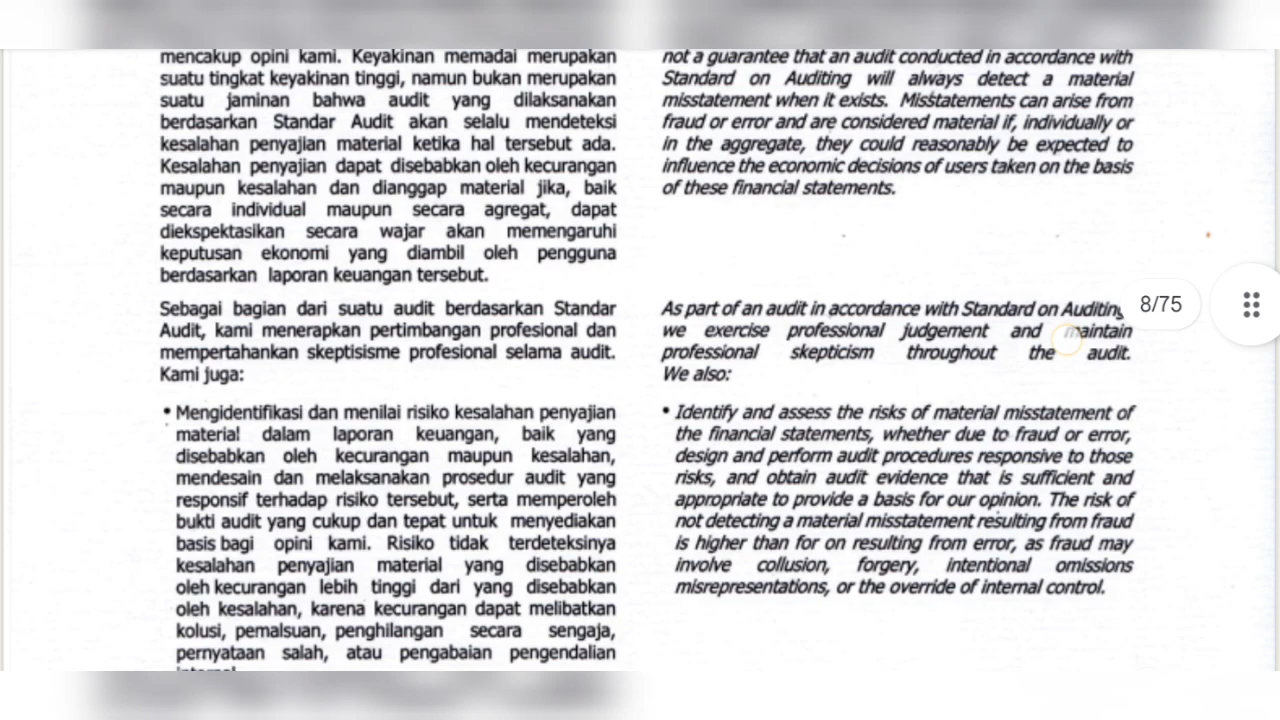 mencakup opini kami. Keyakinan memadai merupakan
suatu tingkat keyakinan tinggi, namun bukan merupakan
suatu jaminan bahwa audit yang dilaksanakan
berdasarkan Standar Audit akan selalu mendeteksi
kesalahan penyajian material ketika hal tersebut ada.
Kesalahan penyajian dapat disebabkan oleh kecurangan
maupun kesalahan dan dianggap material jika, baik
secara individual maupun secara agregat, dapat
diekspektasikan secara wajar akan memengaruhi
keputusan ekonomi yang diambil oleh pengguna
berdasarkan laporan keuangan tersebut.
Sebagai bagian dari suatu audit berdasarkan Standar
Audit, kami menerapkan pertimbangan profesional dan
mempertahankan skeptisisme profesional selama audit.
Kami juga:
• Mengidentifikasi dan menilai risiko kesalahan penyajian
material dalam laporan keuangan, baik yang
disebabkan oleh kecurangan maupun kesalahan,
mendesain dan melaksanakan prosedur audit yang
responsif terhadap risiko tersebut, serta memperoleh
bukti audit yang cukup dan tepat untuk menyediakan
basis bagi opini kami. Risiko tidak terdeteksinya
kesalahan penyajian material yang disebabkan
oleh kecurangan lebih tinggi dari yang disebabkan
oleh kesalahan, karena kecurangan dapat melibatkan
kolusi, pemalsuan, penghilangan secara sengaja,
pernyataan salah, atau pengabaian pengendalian
not a guarantee that an audit conducted in accordance with
Standard on Auditing will always detect a material
misstatement when it exists. Misstatements can arise from
fraud or error and are considered material if, individually or
in the aggregate, they could reasonably be expected to
influence the economic decisions of users taken on the basis
of these financial statements.
As part of an audit in accordance with Standard on Auditing
we exercise professional judgement and maintain
professional skepticism throughout the audit.
We also:
• Identify and assess the risks of material misstatement of
the financial statements, whether due to fraud or error,
design and perform audit procedures responsive to those
risks, and obtain audit evidence that is sufficient and
appropriate to provide a basis for our opinion. The risk of
not detecting a material misstatement resulting from fraud
is higher than for on resulting from error, as fraud may
involve collusion, forgery, intentional omissions
misrepresentations, or the override of internal control.
8/75